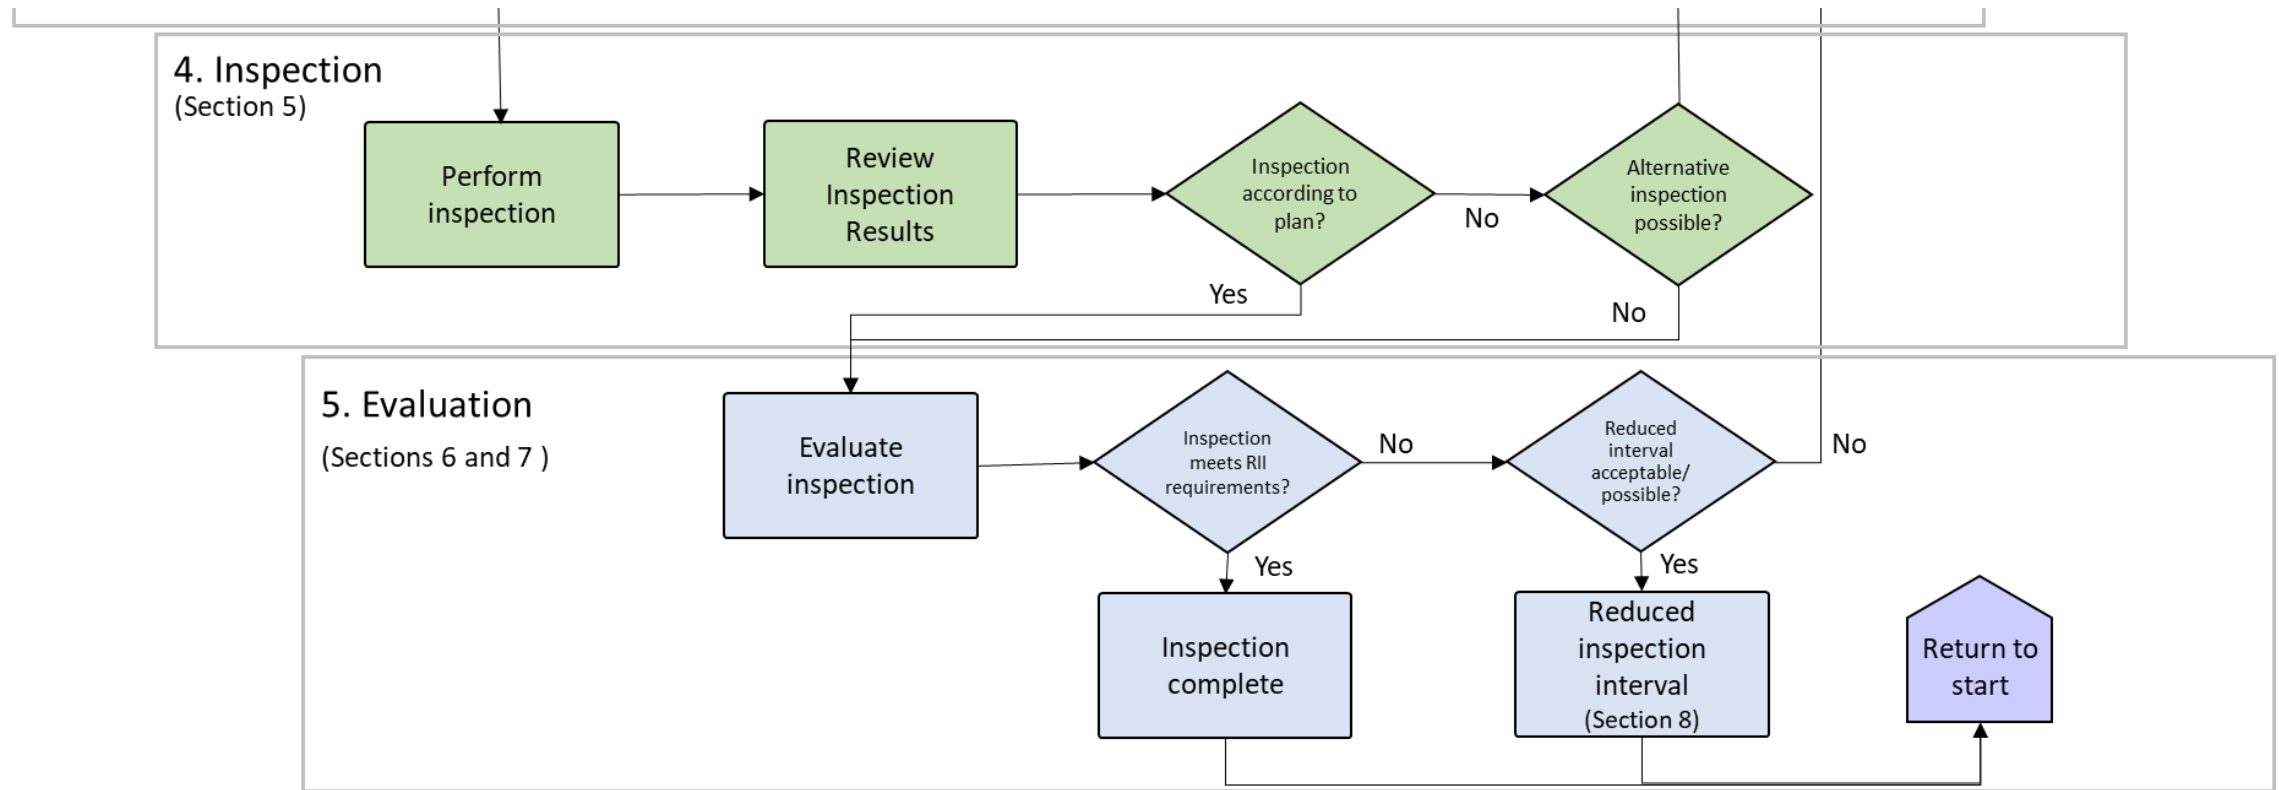 4. Inspection
(Section 5)
Perform
inspection
Review
Inspection
Results
Inspection
according to
plan?
No
Alternative
inspection
possible?
Yes
No
5. Evaluation
(Sections 6 and 7 )
Evaluate
inspection
Inspection
meets RII
requirements?
No
Reduced
interval
acceptable/
possible?
No
Yes
Yes
Inspection
complete
Reduced
inspection
interval
(Section 8)
Return to
start